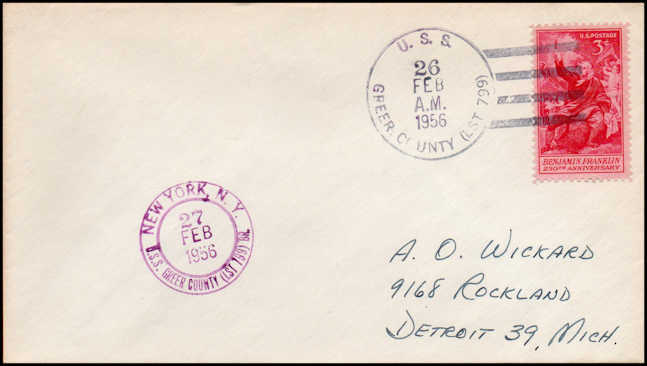 U. S. S.
GREER COUNTY (LST 799)
26
FEB
A.M.
1956
U.S. POSTAGE
3¢
BENJAMIN FRANKLIN
250TH ANNIVERSARY
NEW YORK, N. Y.
27
FEB
1956
U.S.S. GREER COUNTY (LST 799) BR.
A. O. WICKARD
9168 ROCKLAND
DETROIT 39, MICH.